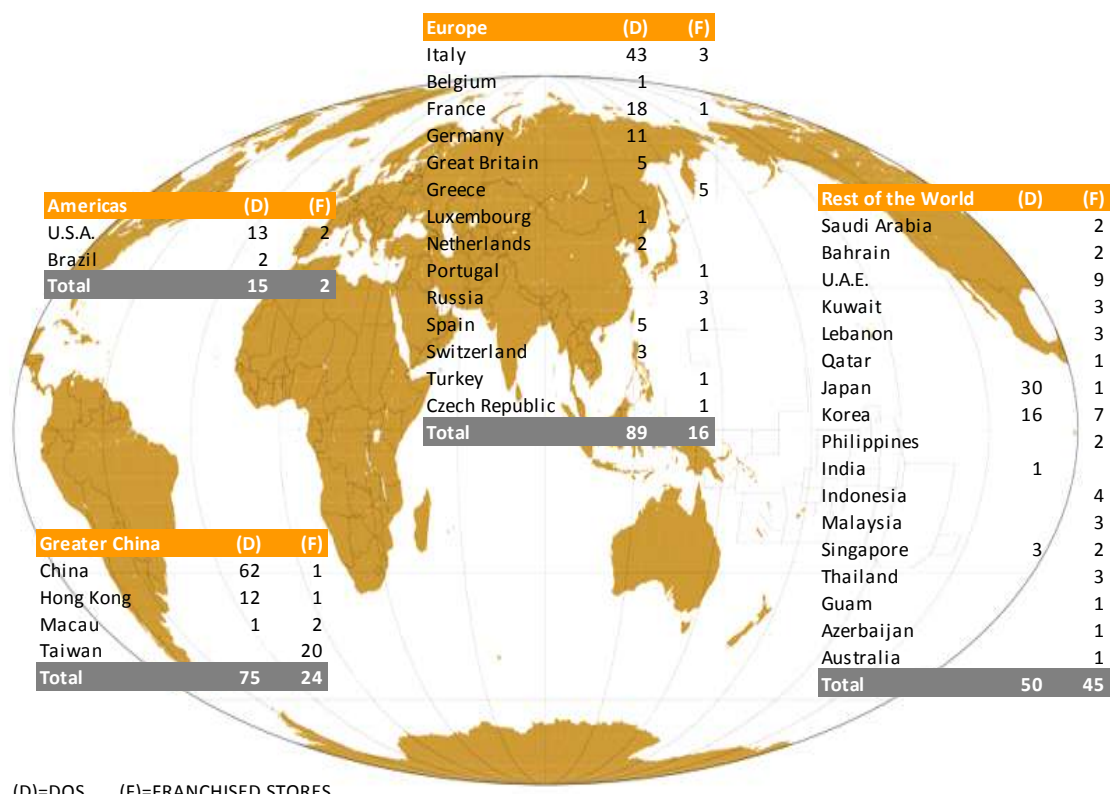 Europe (D) (F)
Italy 43 3
Belgium 1
France 18 1
Germany 11
Great Britain 5
Greece 5
Luxembourg 1
Netherlands 2
Portugal 1
Russia 3
Spain 5 1
Switzerland 3
Turkey 1
Czech Republic 1
Total 89 16
Americas (D) (F)
U.S.A. 13 2
Brazil 2
Total 15 2
Rest of the World (D) (F)
Saudi Arabia 2
Bahrain 2
U.A.E. 9
Kuwait 3
Lebanon 3
Qatar 1
Japan 30 1
Korea 16 7
Philippines 2
India 1
Indonesia 4
Malaysia 3
Singapore 3 2
Thailand 3
Guam 1
Azerbaijan 1
Australia 1
Total 50 45
Greater China (D) (F)
China 62 1
Hong Kong 12 1
Macau 1 2
Taiwan 20
Total 75 24
(D)=DOS (F)=FRANCHISED STORES